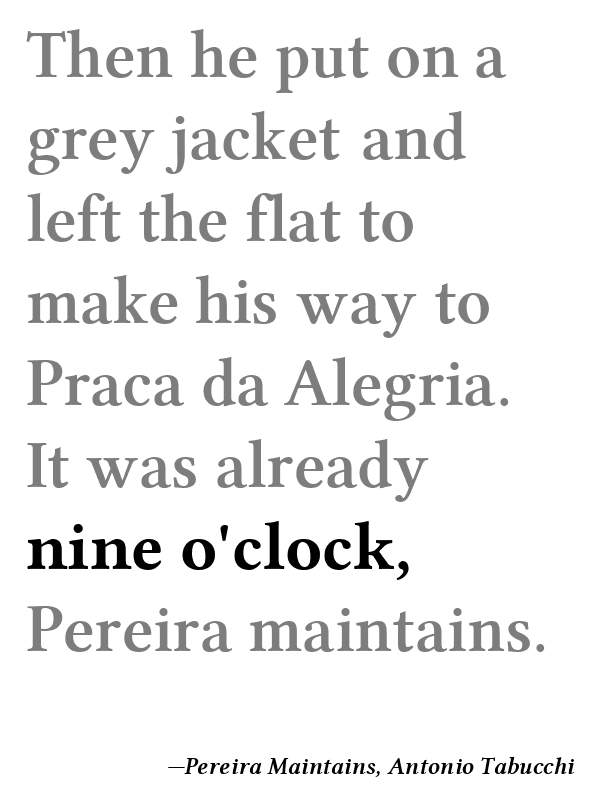 Then he put on a
grey jacket and
left the flat to
make his way to
Praca da Alegria.
It was already
nine o'clock,
Pereira maintains.
—Pereira Maintains, Antonio Tabucchi